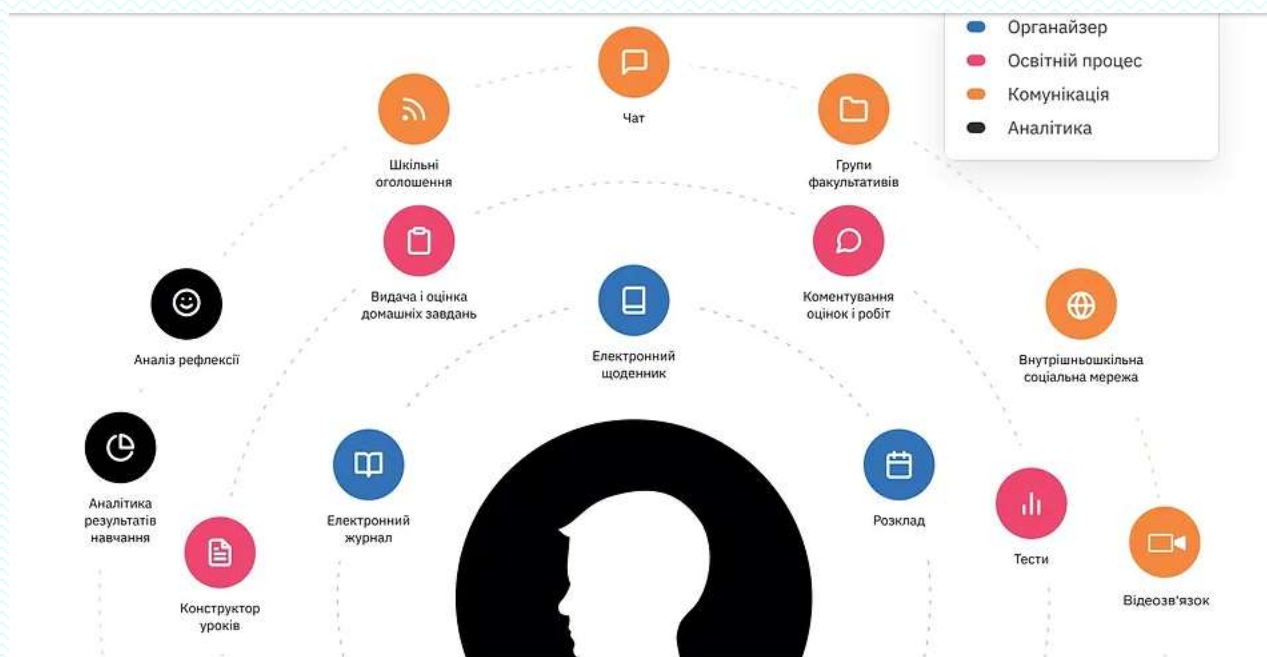 Органайзер
Освітній процес
Комунікація
Аналітика
Чат
Шкільні
оголошення
Групи
факультативів
Видача і оцінка
домашніх завдань
Коментування
оцінок і робіт
Аналіз рефлексії
Електронний
щоденник
Внутрішньошкільна
соціальна мережа
Аналітика
результатів
навчання
Електронний
журнал
Розклад
Тести
Конструктор
уроків
Відеозв'язок